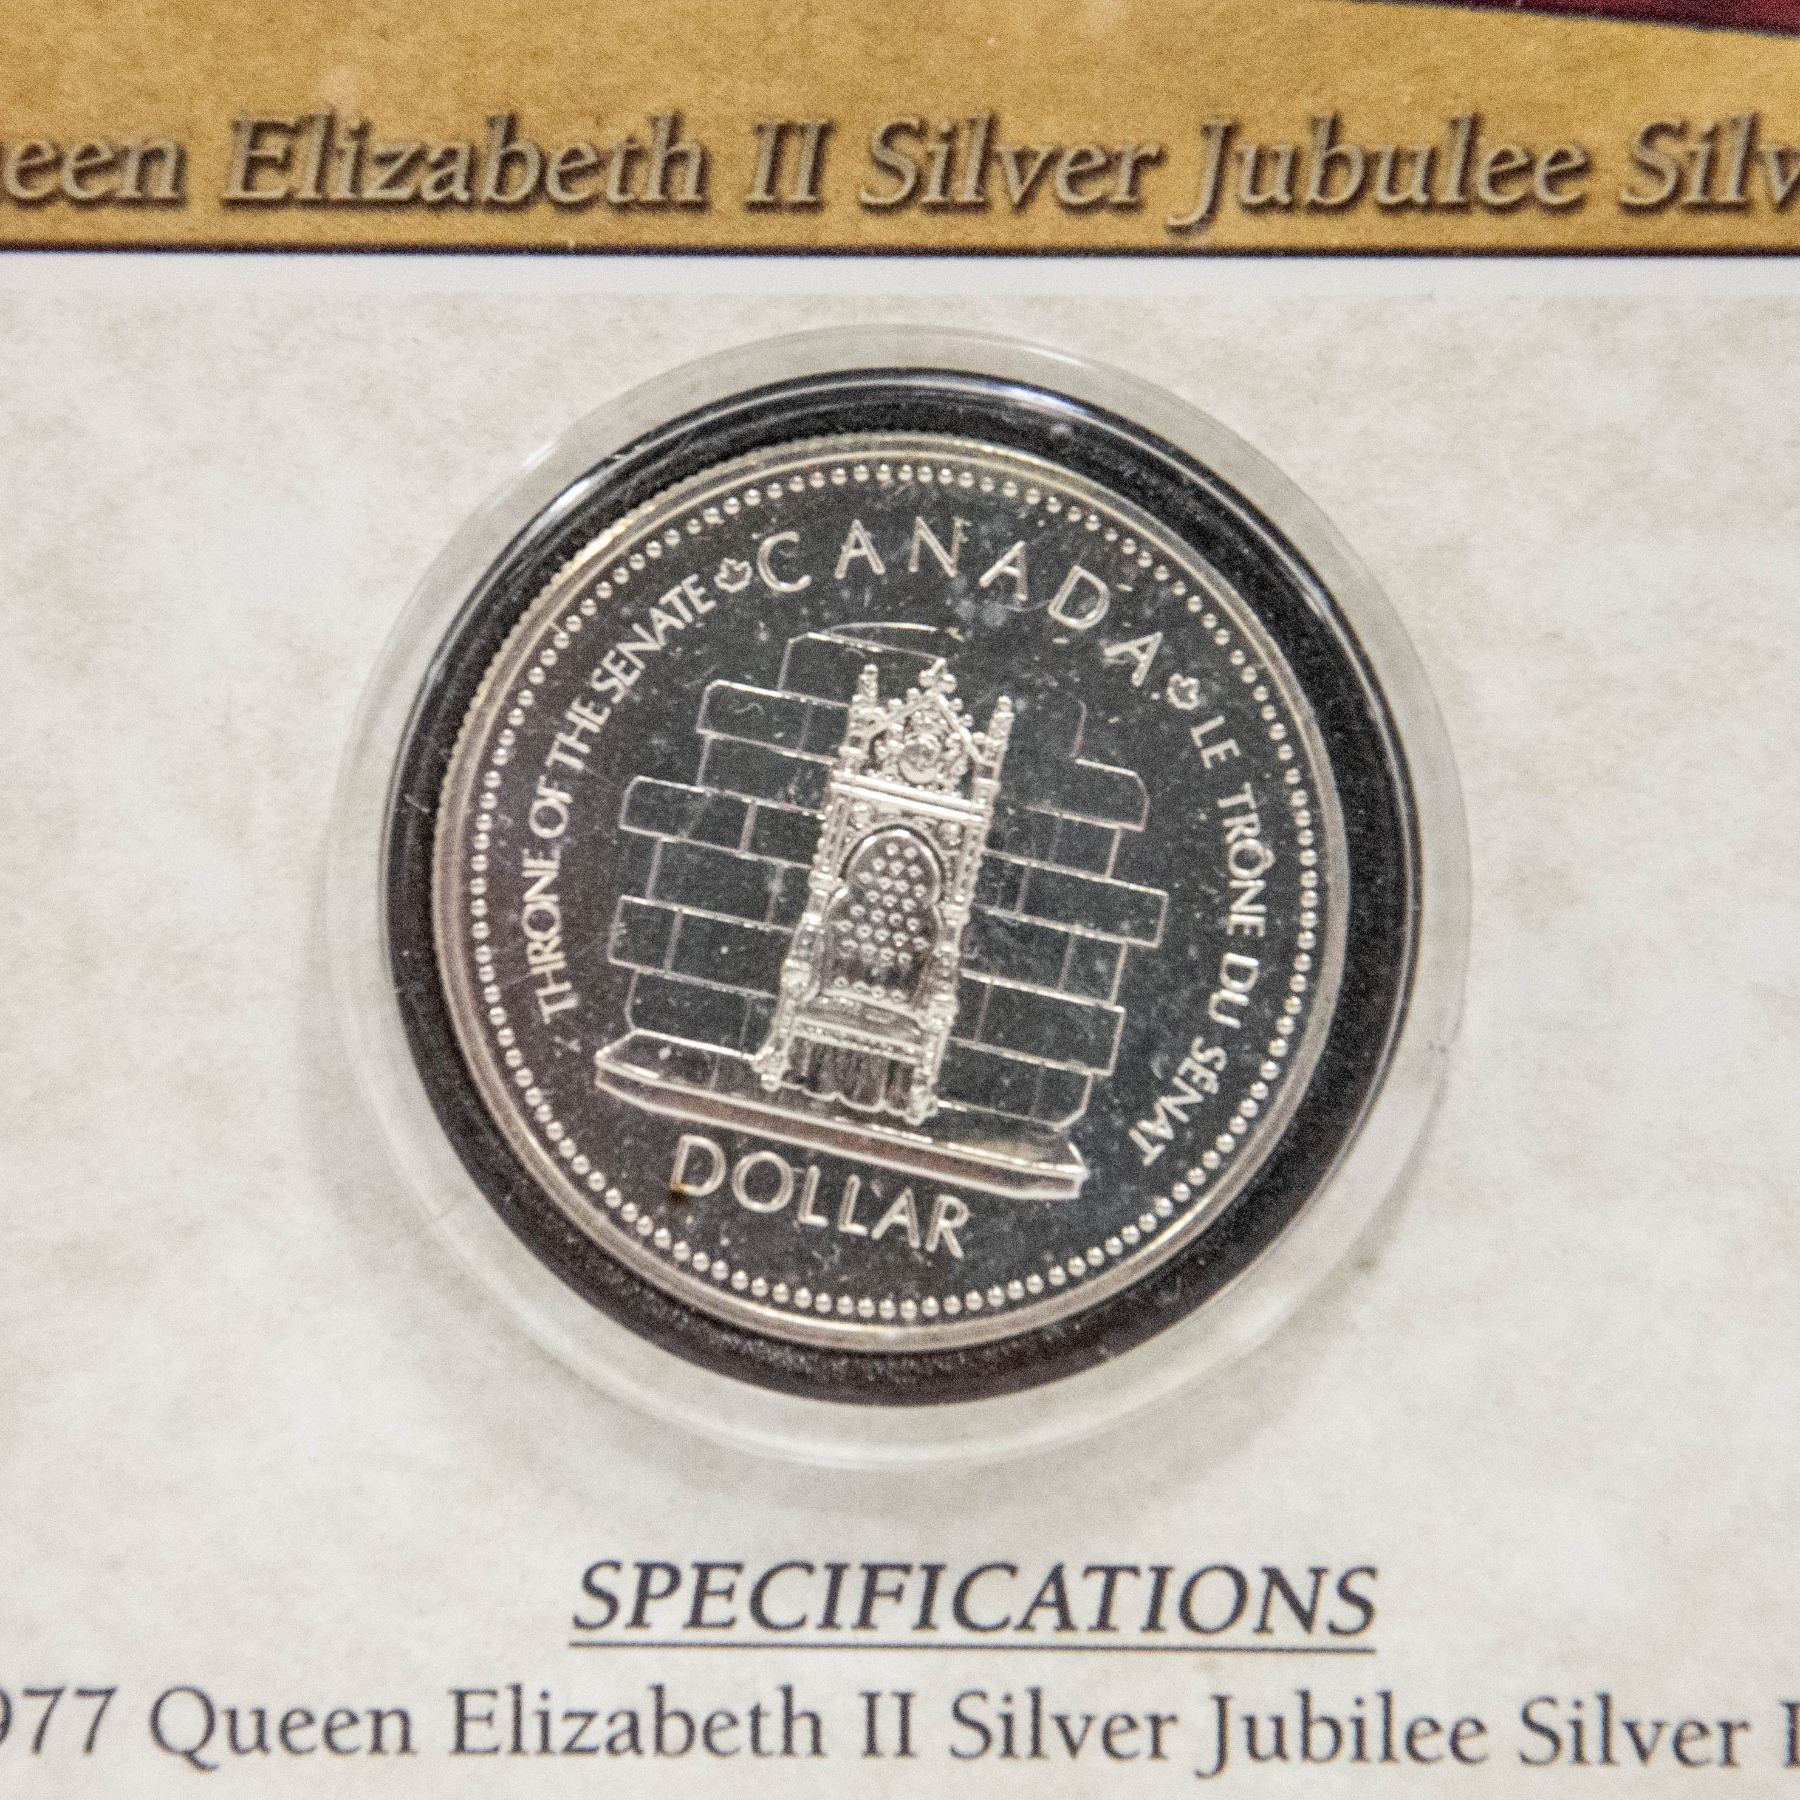 Queen Elizabeth II Silver Jubulee Silv
CANADA
THRONE OF THE SENATE
LE TRÔNE DU SÉNAT
DOLLAR
SPECIFICATIONS
977 Queen Elizabeth II Silver Jubilee Silver